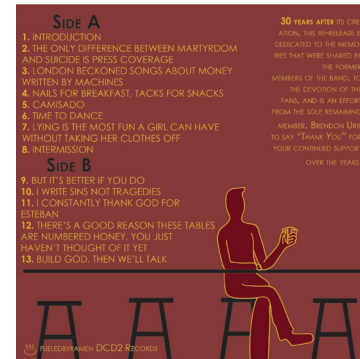 SIDE A
1. INTRODUCTION
2. THE ONLY DIFFERENCE BETWEEN MARTYRDOM
AND SUICIDE IS PRESS COVERAGE
3. LONDON BECKONED SONGS ABOUT MONEY
WRITTEN BY MACHINES
4. NAILS FOR BREAKFAST, TACKS FOR SNACKS
5. CAMISADO
6. TIME TO DANCE
7. LYING IS THE MOST FUN A GIRL CAN HAVE
WITHOUT TAKING HER CLOTHES OFF
8. INTERMISSION
SIDE B
9. BUT IT'S BETTER IF YOU DO
10. I WRITE SINS NOT TRAGEDIES
11. I CONSTANTLY THANK GOD FOR
ESTEBAN
12. THERE'S A GOOD REASON THESE TABLES
ARE NUMBERED HONEY, YOU JUST
HAVEN'T THOUGHT OF IT YET
13. BUILD GOD, THEN WE'LL TALK
30 YEARS AFTER ITS CRE-
ATION, THIS RE-RELEASE IS
DEDICATED TO THE MEMO-
RIES THAT WERE SHARED BY
THE FORMER
MEMBERS OF THE BAND, TO
THE DEVOTION OF THE
FANS, AND IS AN EFFORT
FROM THE SOLE REMAINING
MEMBER, BRENDON URIE
TO SAY "THANK YOU" FOR
YOUR CONTINUED SUPPORT
OVER THE YEARS.
FUELEDBYRAMEN DCD2 RECORDS